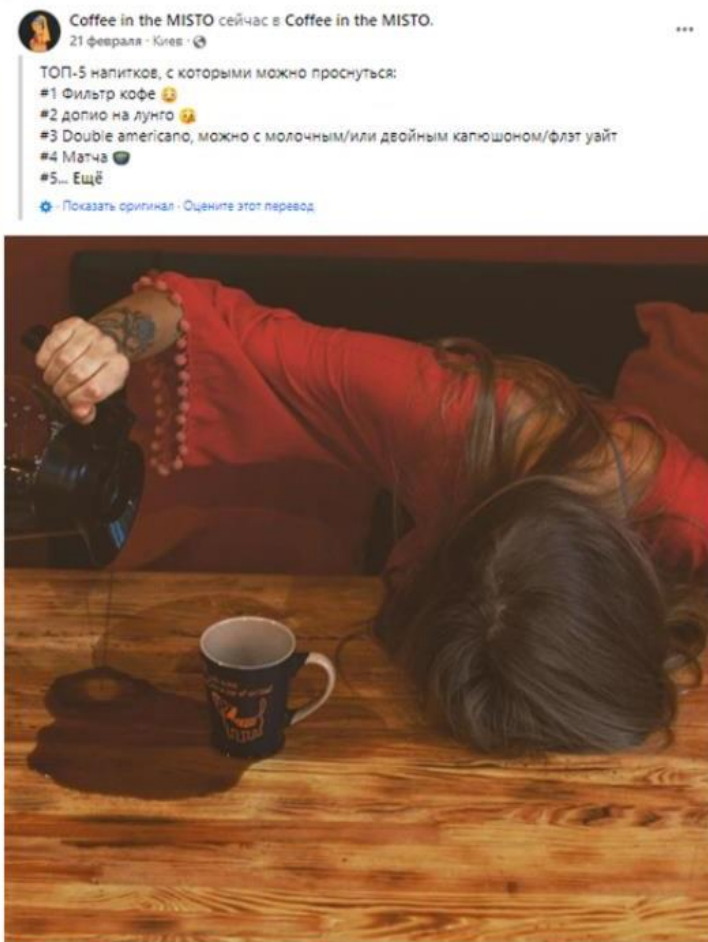 Coffee in the MISTO сейчас в Coffee in the MISTO.
21 февраля · Киев ·
ТОП-5 напитков, с которыми можно проснуться:
#1 Фильтр кофе 😳
#2 допио на лунго 😚
#3 Double americano, можно с молочным/или двойным капюшоном/флэт уайт
#4 Матча 🍵
#5... Ещё
· Показать оригинал · Оцените этот перевод